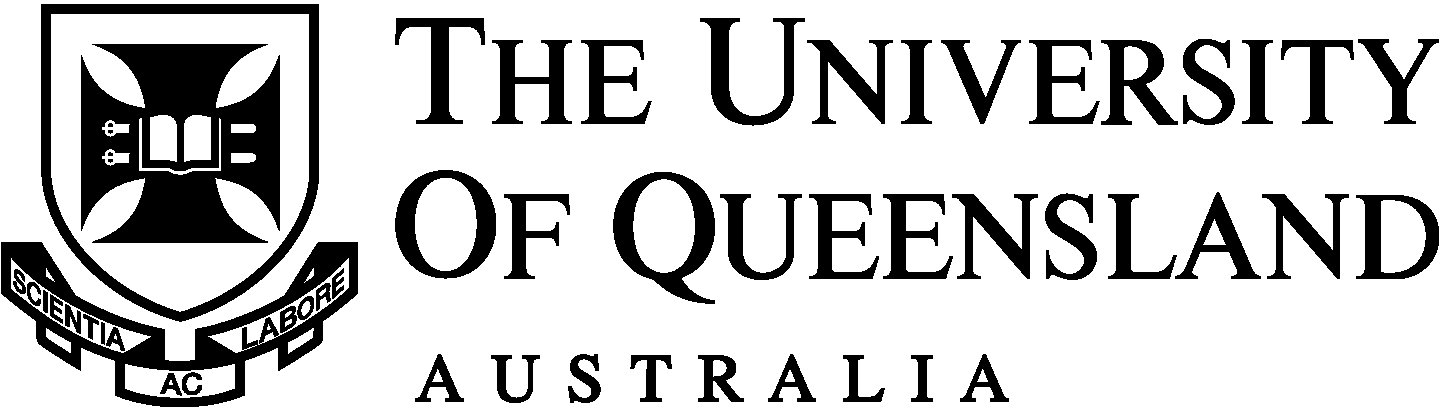 THE UNIVERSITY
OF QUEENSLAND
AUSTRALIA
SCIENTIA
AC
LABORE